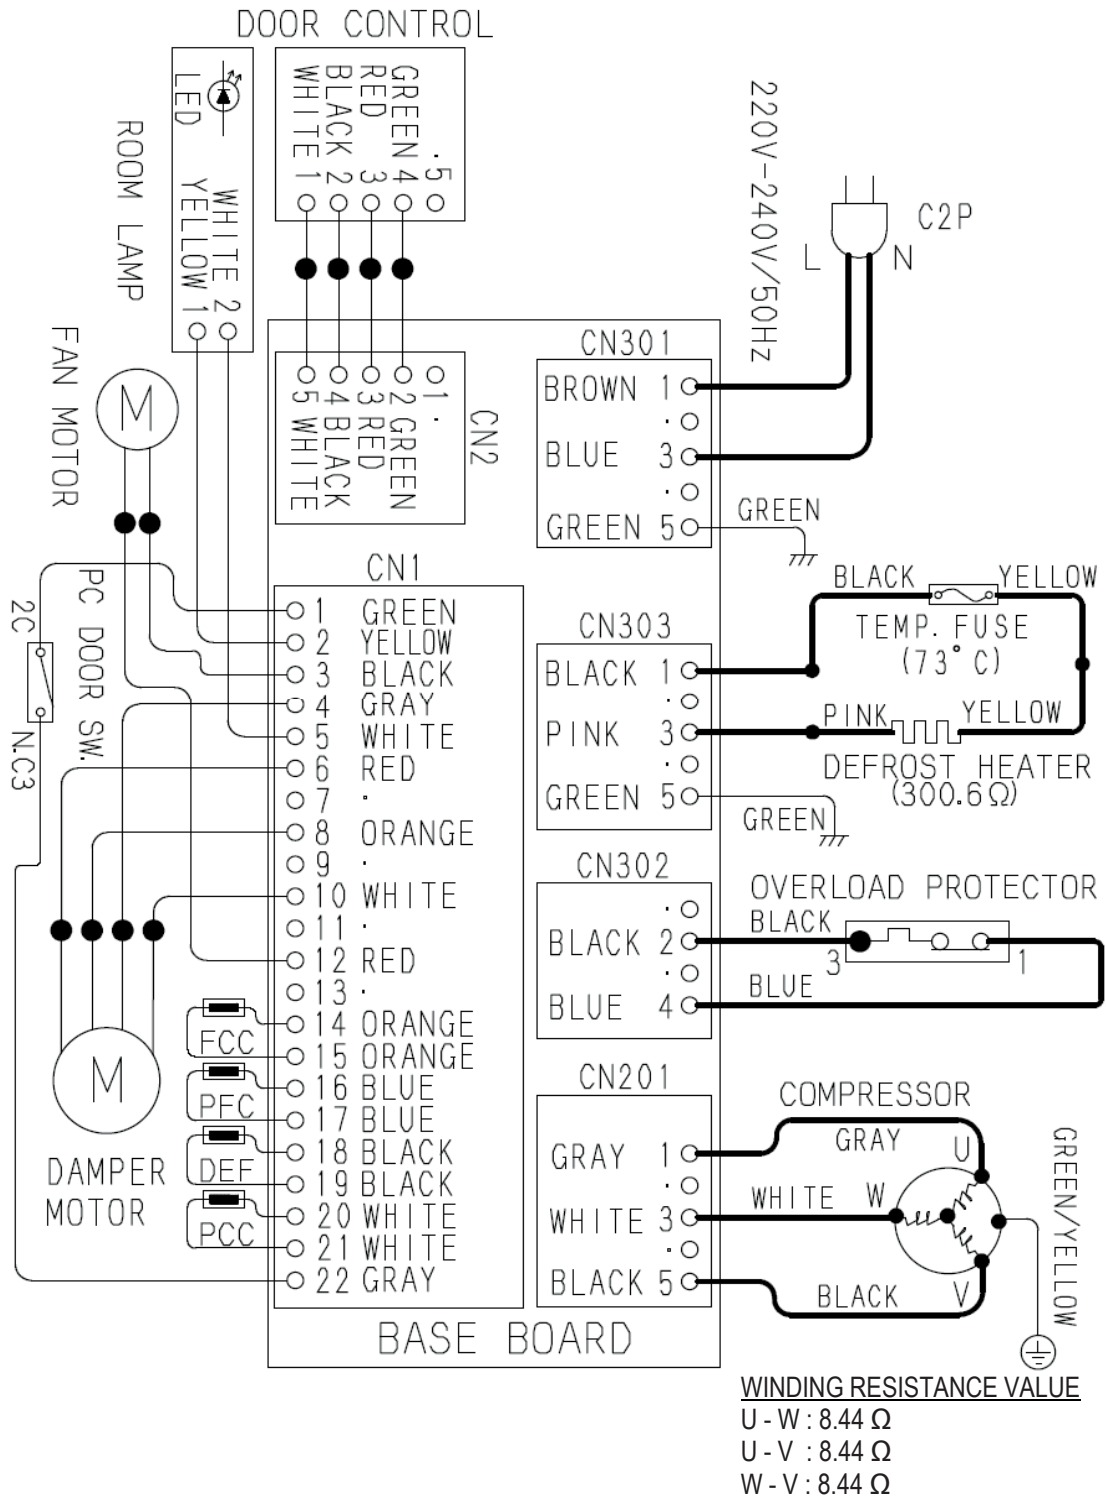 DOOR CONTROL
WHITE 1
BLACK 2
RED 3
GREEN 4
. 5
LED
YELLOW 1
WHITE 2
ROOM LAMP
220V-240V/50Hz
C2P
L
N
FAN MOTOR
M
5 WHITE
4 BLACK
3 RED
2 GREEN
1 .
CN2
CN301
BROWN 1
.
BLUE 3
.
GREEN 5
GREEN
CN1
1 GREEN
2 YELLOW
3 BLACK
4 GRAY
5 WHITE
6 RED
7 .
8 ORANGE
9 .
10 WHITE
11 .
12 RED
13 .
14 ORANGE
15 ORANGE
16 BLUE
17 BLUE
18 BLACK
19 BLACK
20 WHITE
21 WHITE
22 GRAY
2C
N.C3
PC DOOR SW.
FCC
PFC
DEF
PCC
M
DAMPER
MOTOR
CN303
BLACK 1
.
PINK 3
.
GREEN 5
GREEN
BLACK
YELLOW
TEMP. FUSE
(73°C)
PINK
YELLOW
DEFROST HEATER
(300.6Ω)
CN302
.
BLACK 2
.
BLUE 4
OVERLOAD PROTECTOR
BLACK
3
1
BLUE
CN201
GRAY 1
.
WHITE 3
.
BLACK 5
COMPRESSOR
GRAY
U
WHITE
W
BLACK
V
GREEN/YELLOW
BASE BOARD
WINDING RESISTANCE VALUE
U - W : 8.44 Ω
U - V : 8.44 Ω
W - V : 8.44 Ω